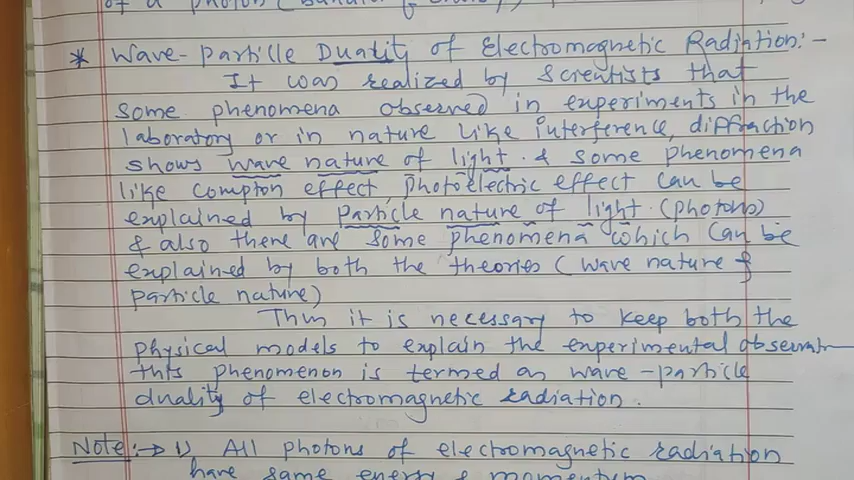 of a photon (bundle of
* Wave-particle Duality of Electromagnetic Radiation:-
It was realized by scientists that
some phenomena observed in experiments in the
laboratory or in nature like interference, diffraction
shows wave nature of light. & some phenomena
like compton effect, photoelectric effect can be
explained by particle nature of light. (photons)
& also there are some phenomena which can be
explained by both the theories (wave nature &
particle nature)
Thus it is necessary to keep both the
physical models to explain the experimental
this phenomenon is termed as wave-particle
duality of electromagnetic radiation.
Note:→ 1) All photons of electromagnetic radiation
have same energy & momentum